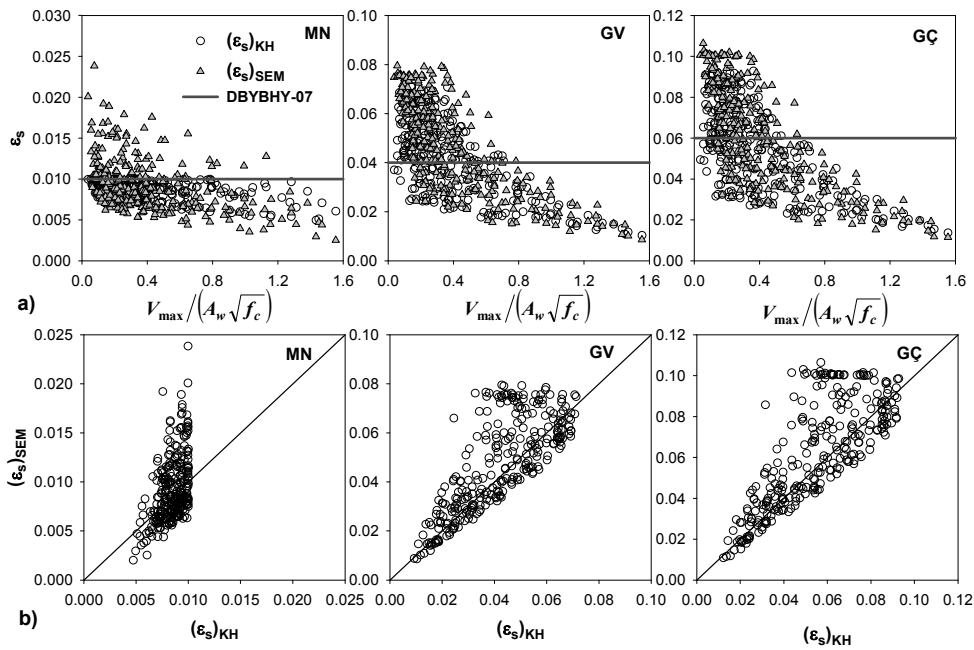 MN
(εs)KH
(εs)SEM
DBYBHY-07
εs
0.030
0.025
0.020
0.015
0.010
0.005
0.000
0.0 0.4 0.8 1.2 1.6
Vmax/(Aw√fc)
GV
0.10
0.08
0.06
0.04
0.02
0.00
0.0 0.4 0.8 1.2 1.6
Vmax/(Aw√fc)
GÇ
0.12
0.10
0.08
0.06
0.04
0.02
0.00
0.0 0.4 0.8 1.2 1.6
Vmax/(Aw√fc)
a)
MN
(εs)SEM
0.025
0.020
0.015
0.010
0.005
0.000
0.000 0.005 0.010 0.015 0.020 0.025
(εs)KH
GV
0.10
0.08
0.06
0.04
0.02
0.00
0.00 0.02 0.04 0.06 0.08 0.10
(εs)KH
GÇ
0.12
0.10
0.08
0.06
0.04
0.02
0.00
0.00 0.02 0.04 0.06 0.08 0.10 0.12
(εs)KH
b)